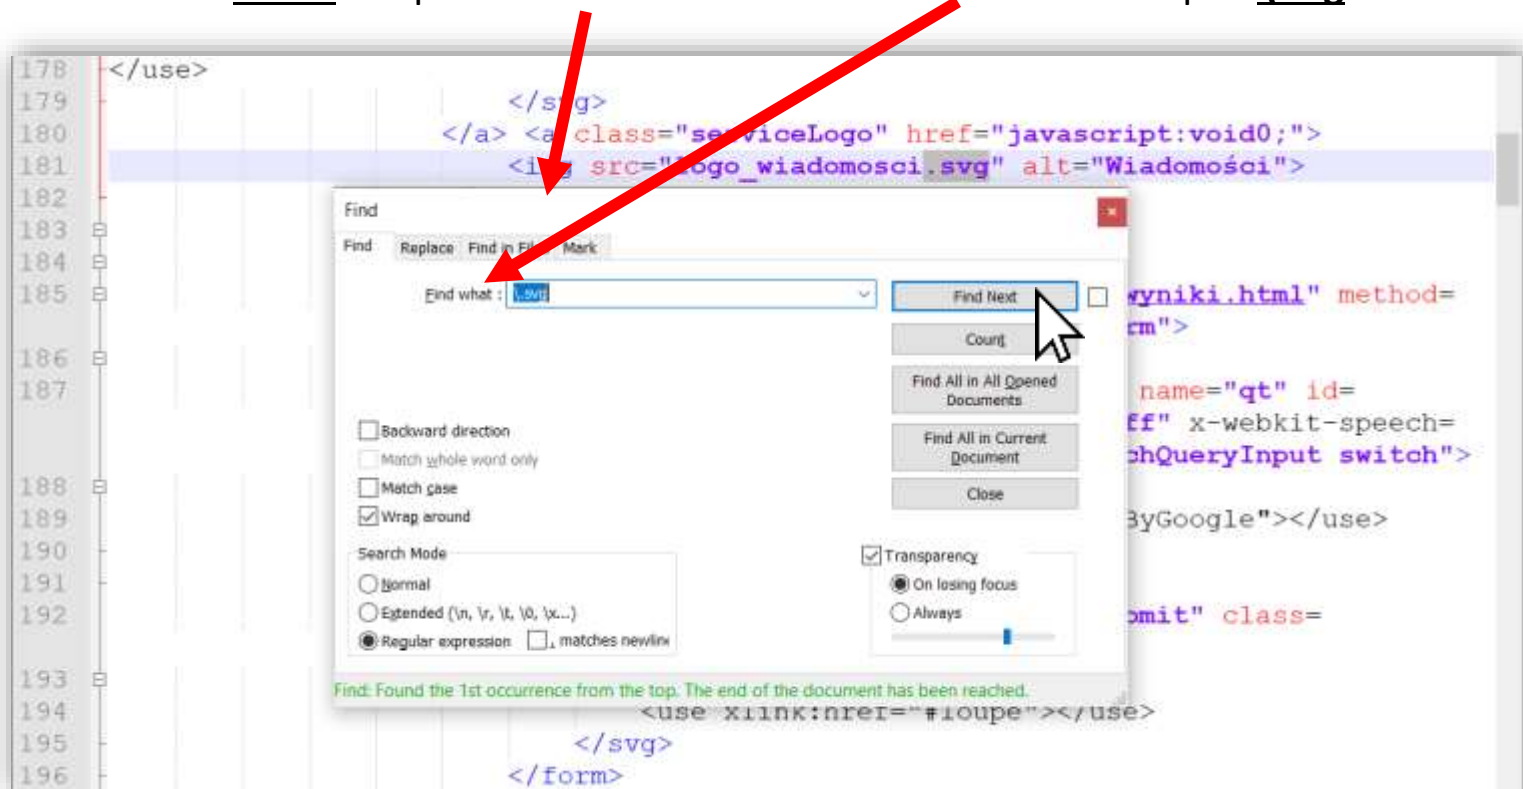 178 </use>
179 </svg>
180 </a> <a class="serviceLogo" href="javascript:void0;">
181 <img src="logo_wiadomosci.svg" alt="Wiadomości">
182
Find
183
Find Replace Find in Files Mark
184
185 Find what : \.svg Find Next wyniki.html" method=
rm">
Count
186
187 Find All in All Opened Documents name="qt" id=
Backward direction ff" x-webkit-speech=
Match whole word only Find All in Current Document chQueryInput switch">
188 Match case Close
189 Wrap around ByGoogle"></use>
190 Search Mode Transparency
191 Normal On losing focus
192 Extended (\n, \r, \t, \0, \x...) Always omit" class=
Regular expression . matches newline
193 Find: Found the 1st occurrence from the top. The end of the document has been reached.
194 <use xlink:href="#loupe"></use>
195 </svg>
196 </form>